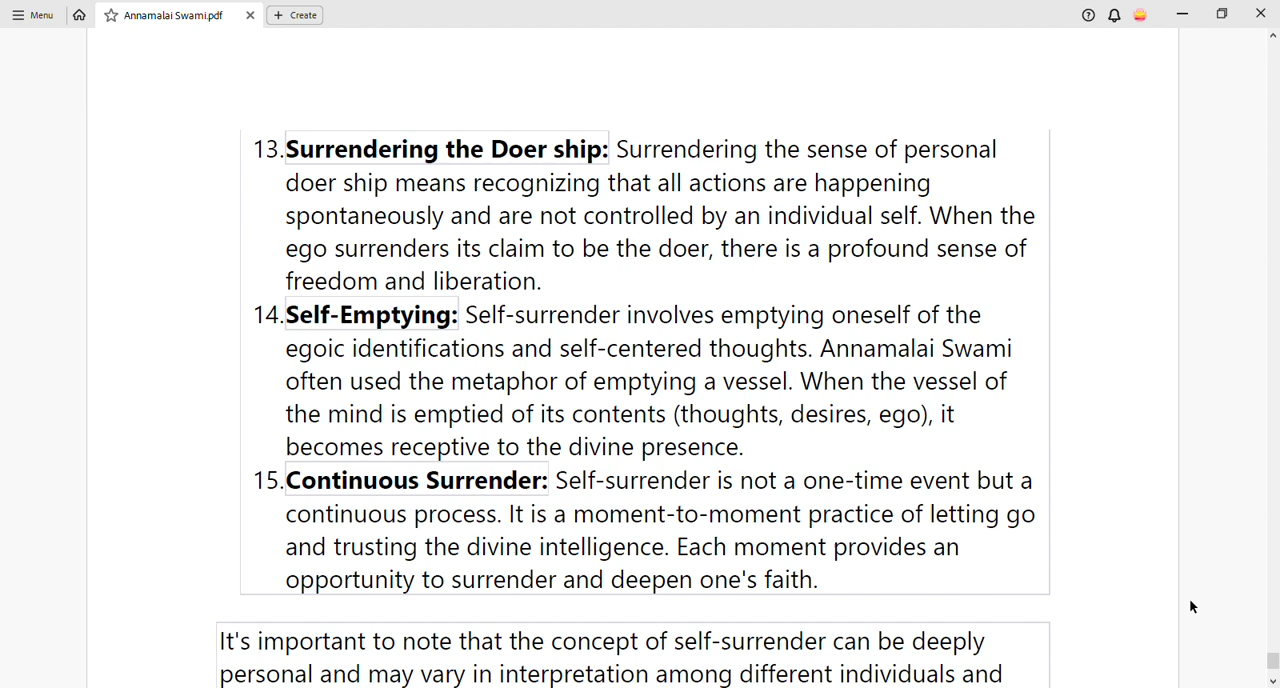 Menu
Annamalai Swami.pdf
Create
13. Surrendering the Doer ship: Surrendering the sense of personal
doer ship means recognizing that all actions are happening
spontaneously and are not controlled by an individual self. When the
ego surrenders its claim to be the doer, there is a profound sense of
freedom and liberation.
14. Self-Emptying: Self-surrender involves emptying oneself of the
egoic identifications and self-centered thoughts. Annamalai Swami
often used the metaphor of emptying a vessel. When the vessel of
the mind is emptied of its contents (thoughts, desires, ego), it
becomes receptive to the divine presence.
15. Continuous Surrender: Self-surrender is not a one-time event but a
continuous process. It is a moment-to-moment practice of letting go
and trusting the divine intelligence. Each moment provides an
opportunity to surrender and deepen one's faith.
It's important to note that the concept of self-surrender can be deeply
personal and may vary in interpretation among different individuals and